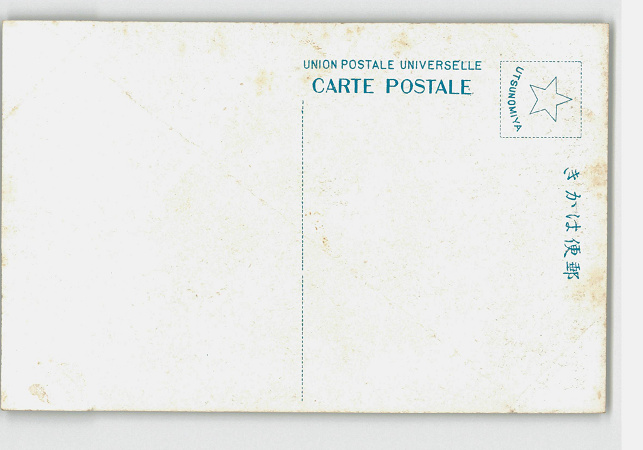 UNION POSTALE UNIVERSELLE
CARTE POSTALE
UTSUNOMIYA
きかは便郵